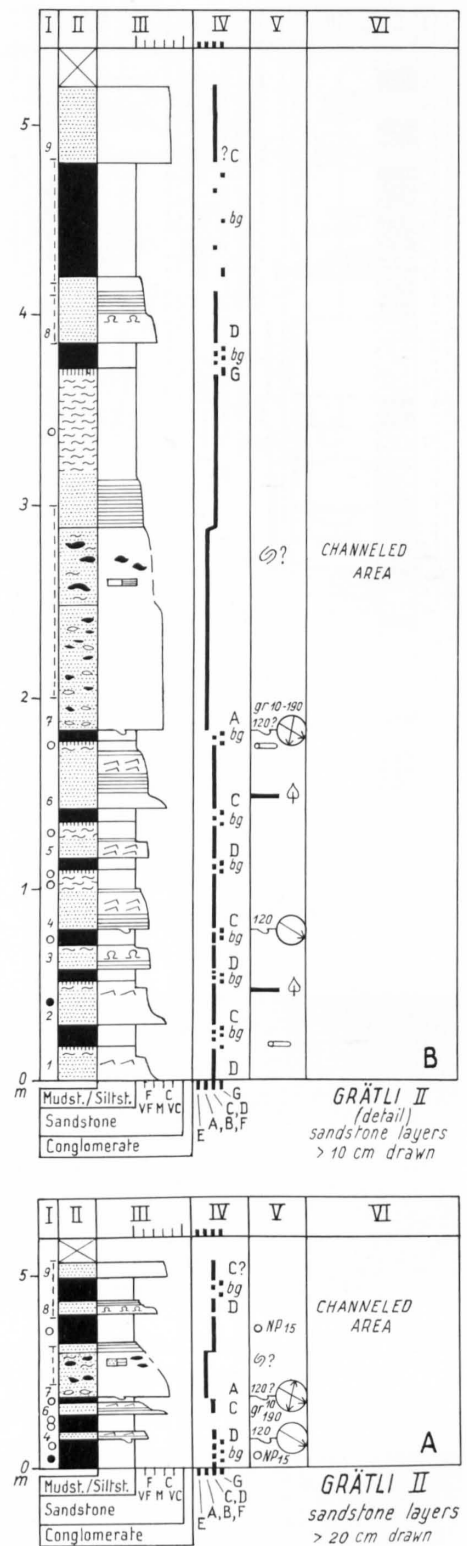 I II III IV V VI
5
9
?C
bg
4
8
D
bg
G
3
?
CHANNELED
AREA
2
gr 10-190
A 120?
7 bg
6
C
bg
5
D
1 bg
4
C 120
bg
3
D
bg
2
C
bg
1
D
B
0
m
Mudst./Siltst. F C
VF M VC
Sandstone
Conglomerate
G
C, D
A, B, F
E
GRÄTLI II
(detail)
sandstone layers
> 10 cm drawn
I II III IV V VI
5
9
C?
bg
8
D
CHANNELED
AREA
NP 15
?
7
A 120?
6
C gr 10
190
4
D 120
bg
NP 15
A
0
m
Mudst./Siltst. F C
VF M VC
Sandstone
Conglomerate
G
C, D
A, B, F
E
GRÄTLI II
sandstone layers
> 20 cm drawn